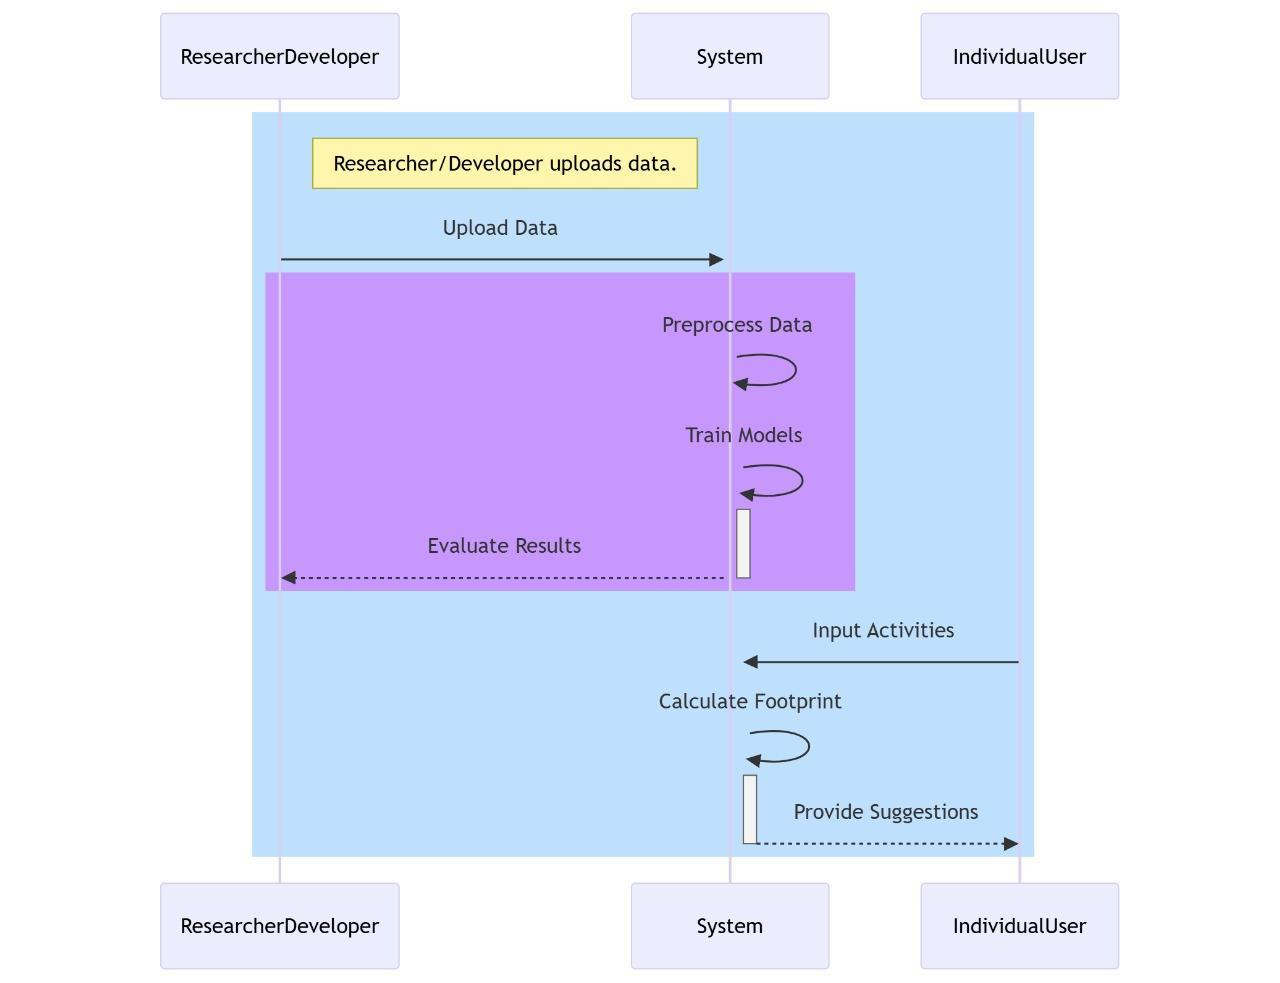 ResearcherDeveloper
System
IndividualUser
Researcher/Developer uploads data.
Upload Data
Preprocess Data
Train Models
Evaluate Results
Input Activities
Calculate Footprint
Provide Suggestions
ResearcherDeveloper
System
IndividualUser